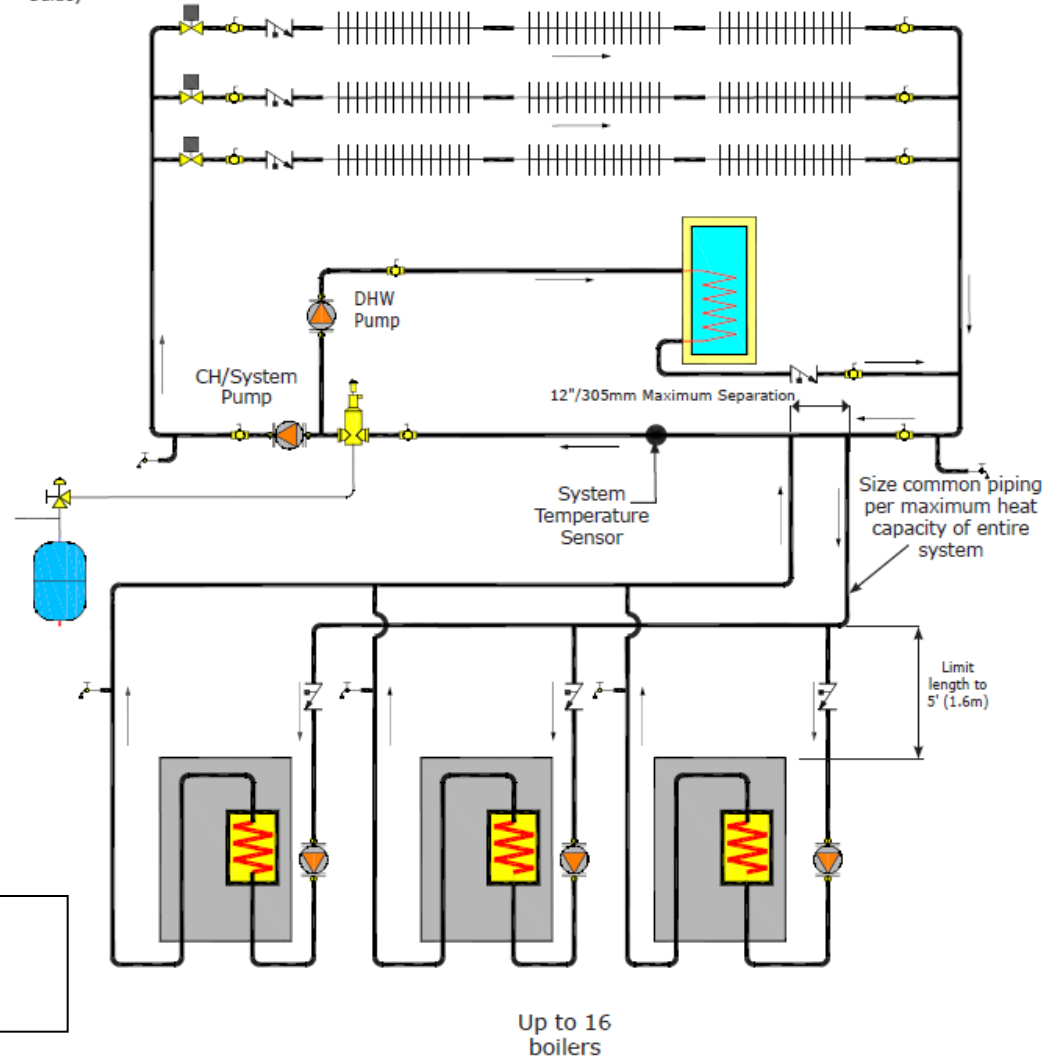 DHW
Pump
CH/System
Pump
12"/305mm Maximum Separation
System
Temperature
Sensor
Size common piping
per maximum heat
capacity of entire
system
Limit
length to
5' (1.6m)
Up to 16
boilers